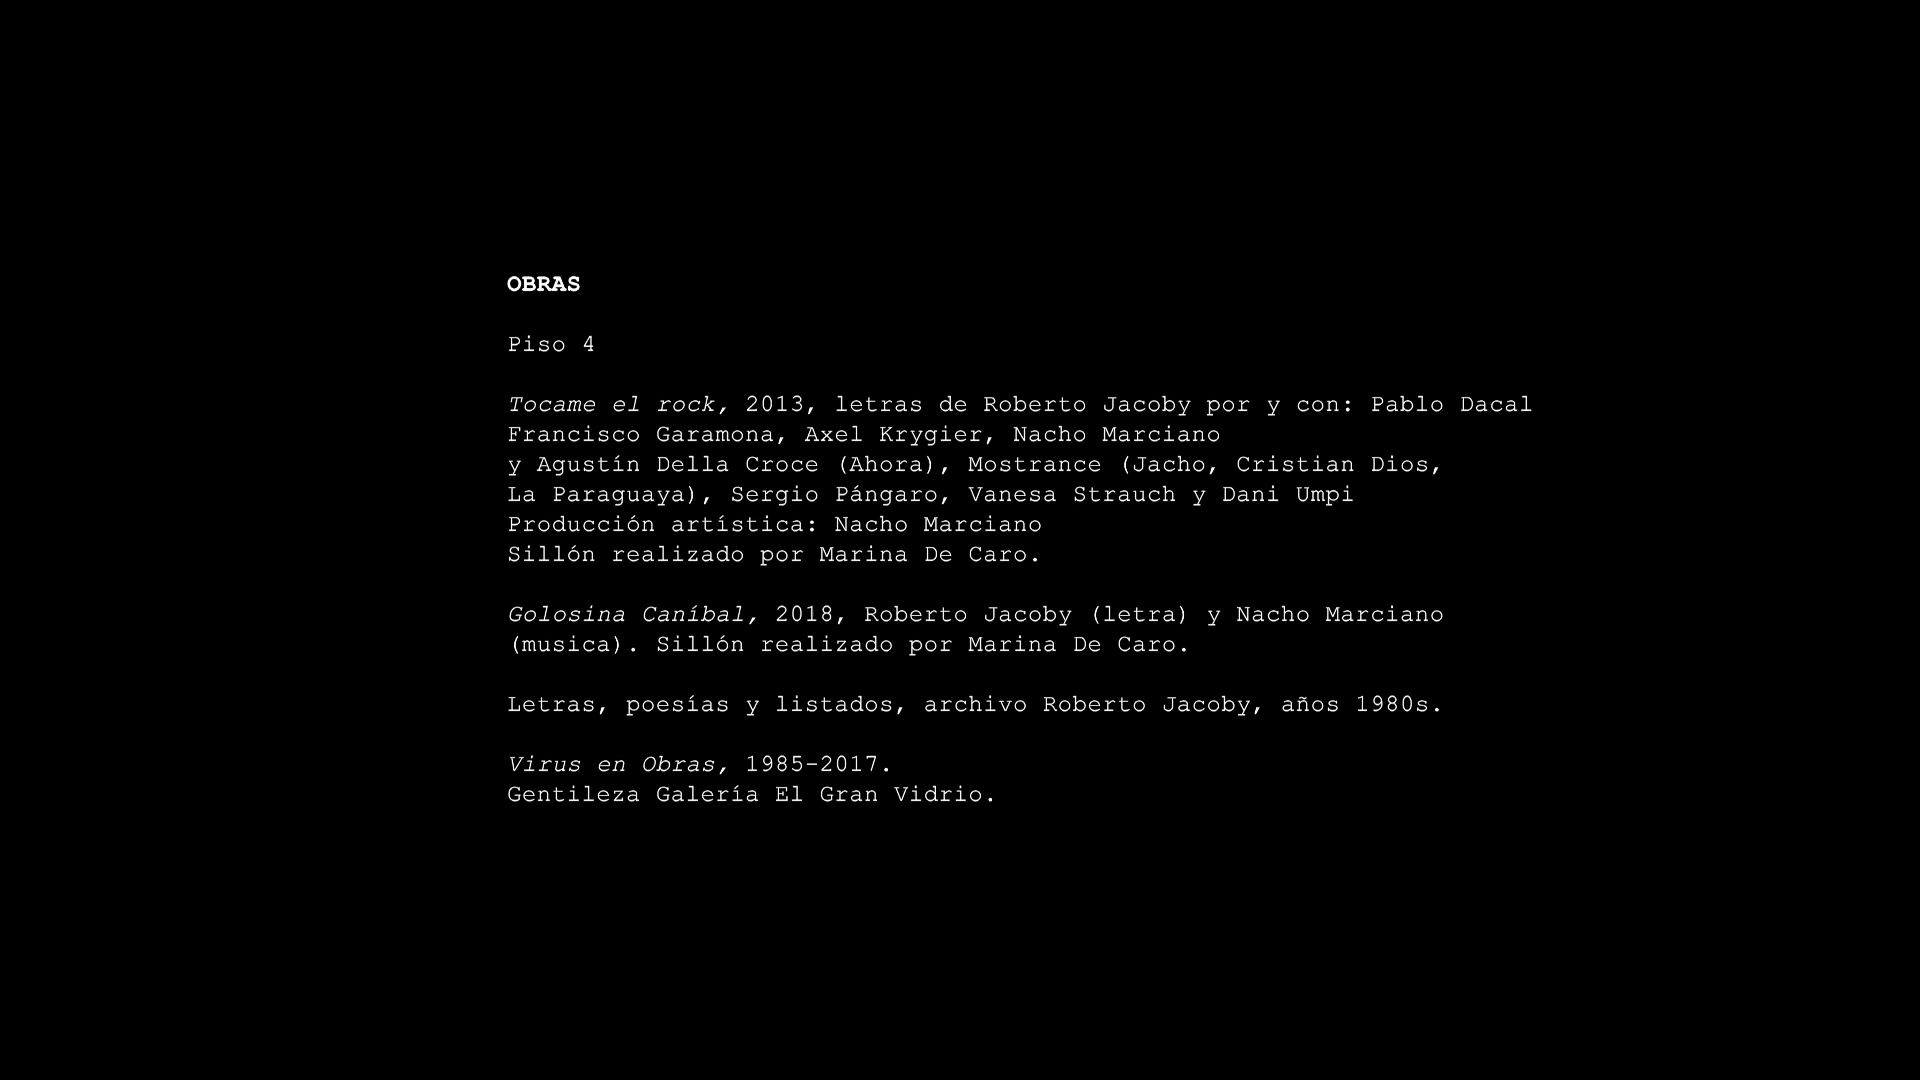 OBRAS
Piso 4
Tocame el rock, 2013, letras de Roberto Jacoby por y con: Pablo Dacal
Francisco Garamona, Axel Krygier, Nacho Marciano
y Agustín Della Croce (Ahora), Mostrance (Jacho, Cristian Dios,
La Paraguaya), Sergio Pángaro, Vanesa Strauch y Dani Umpi
Producción artística: Nacho Marciano
Sillón realizado por Marina De Caro.
Golosina Caníbal, 2018, Roberto Jacoby (letra) y Nacho Marciano
(musica). Sillón realizado por Marina De Caro.
Letras, poesías y listados, archivo Roberto Jacoby, años 1980s.
Virus en Obras, 1985-2017.
Gentileza Galería El Gran Vidrio.